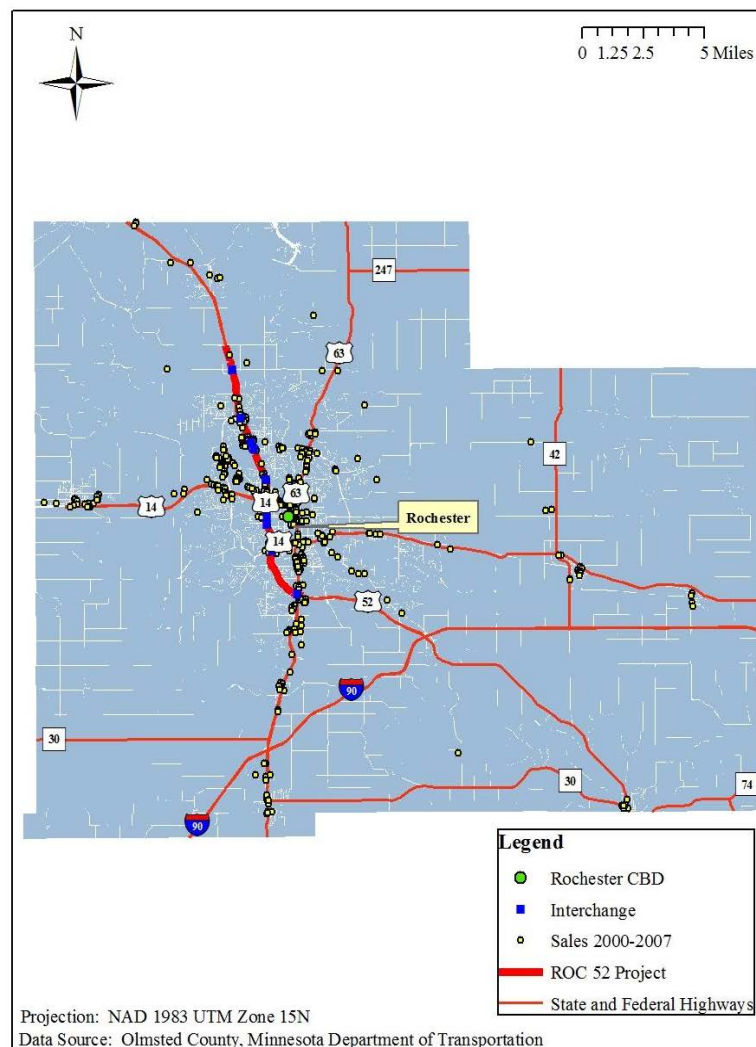 N
0 1.25 2.5 5 Miles
247
63
42
63
14
14
Rochester
14
52
90
30
30
74
90
Legend
Rochester CBD
Interchange
Sales 2000-2007
ROC 52 Project
State and Federal Highways
Projection: NAD 1983 UTM Zone 15N
Data Source: Olmsted County, Minnesota Department of Transportation